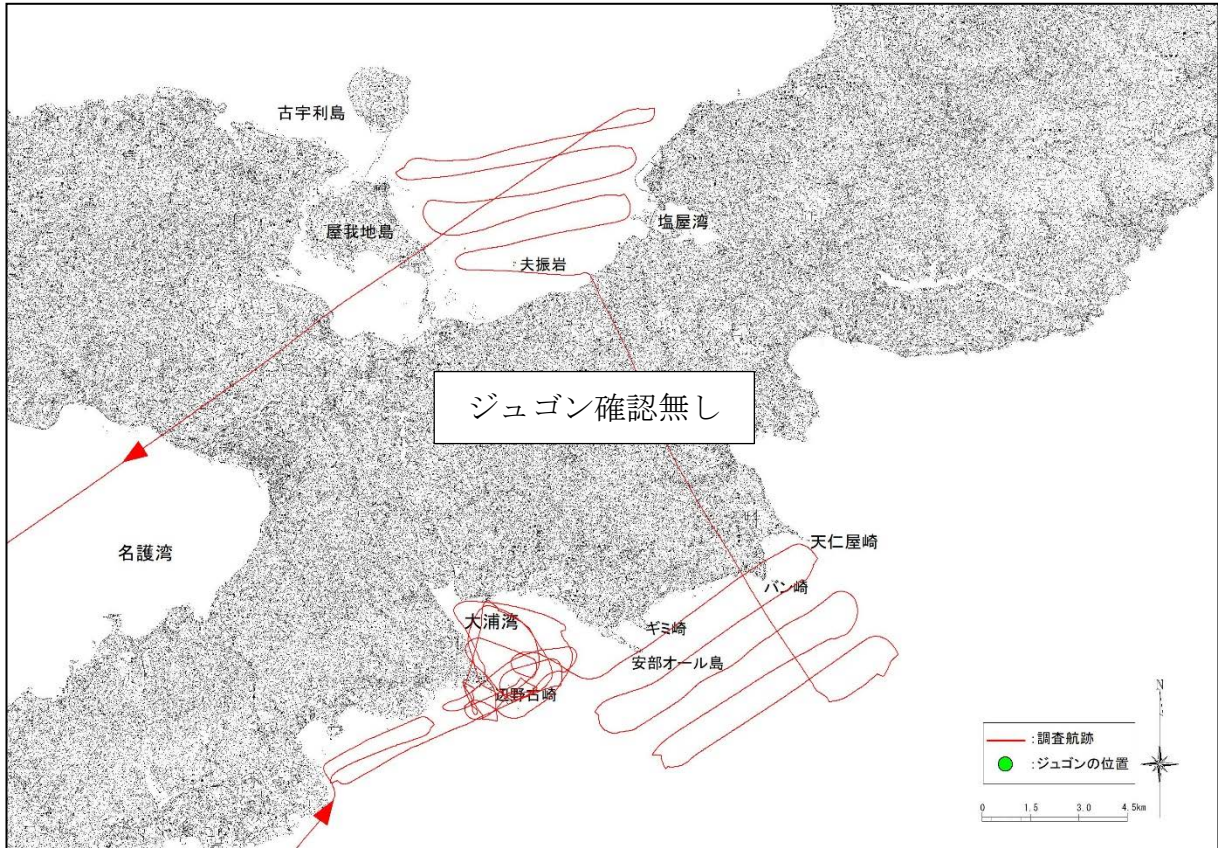 古宇利島
屋我地島
塩屋湾
夫振岩
ジュゴン確認無し
名護湾
天仁屋崎
バン崎
大浦湾
ギミ崎
安部オール島
辺野古崎
N
:調査航跡
:ジュゴンの位置
0 1.5 3.0 4.5km